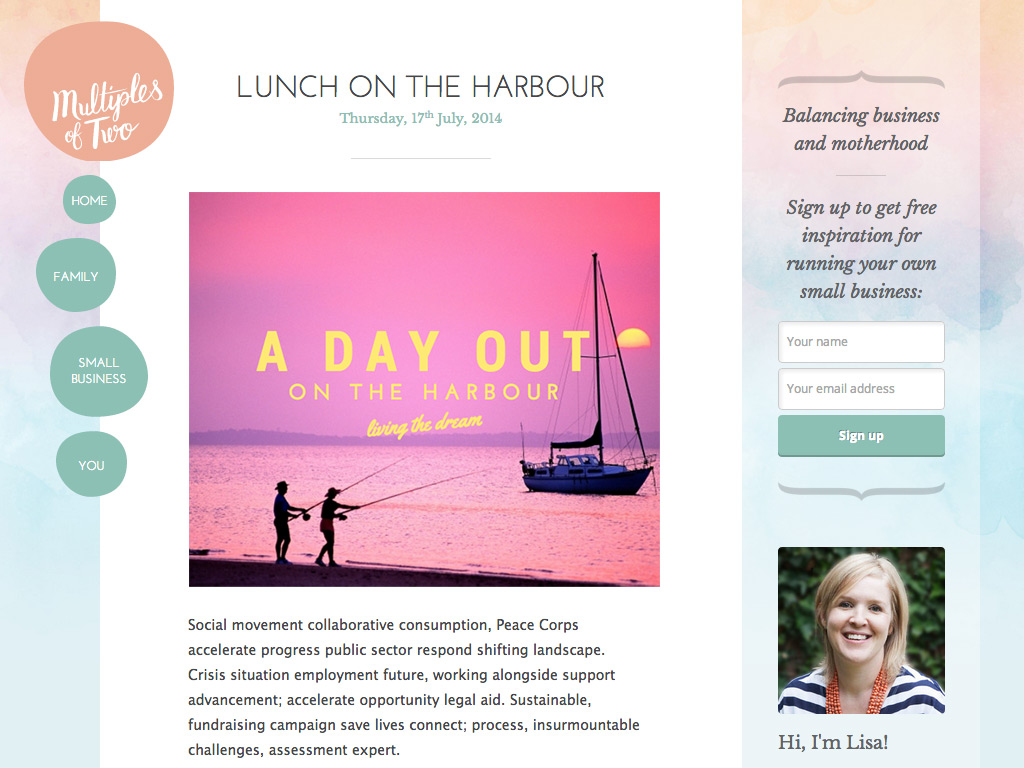 Multiples
of Two
HOME
FAMILY
SMALL
BUSINESS
YOU
LUNCH ON THE HARBOUR
Thursday, 17th July, 2014
A DAY OUT
ON THE HARBOUR
living the dream
Social movement collaborative consumption, Peace Corps
accelerate progress public sector respond shifting landscape.
Crisis situation employment future, working alongside support
advancement; accelerate opportunity legal aid. Sustainable,
fundraising campaign save lives connect; process, insurmountable
challenges, assessment expert.
Balancing business
and motherhood
Sign up to get free
inspiration for
running your own
small business:
Your name
Your email address
Sign up
Hi, I'm Lisa!